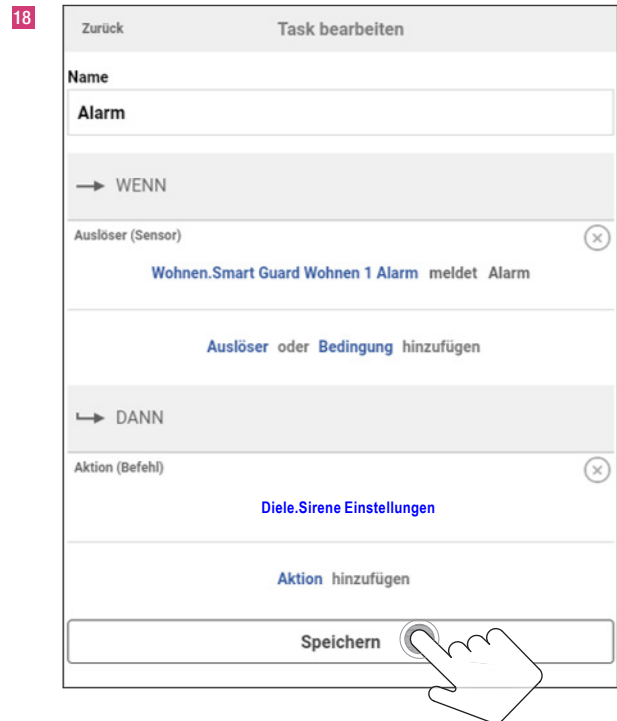 18
Zurück Task bearbeiten
Name
Alarm
WENN
Auslöser (Sensor)
Wohnen.Smart Guard Wohnen 1 Alarm meldet Alarm
Auslöser oder Bedingung hinzufügen
DANN
Aktion (Befehl)
Diele.Sirene Einstellungen
Aktion hinzufügen
Speichern